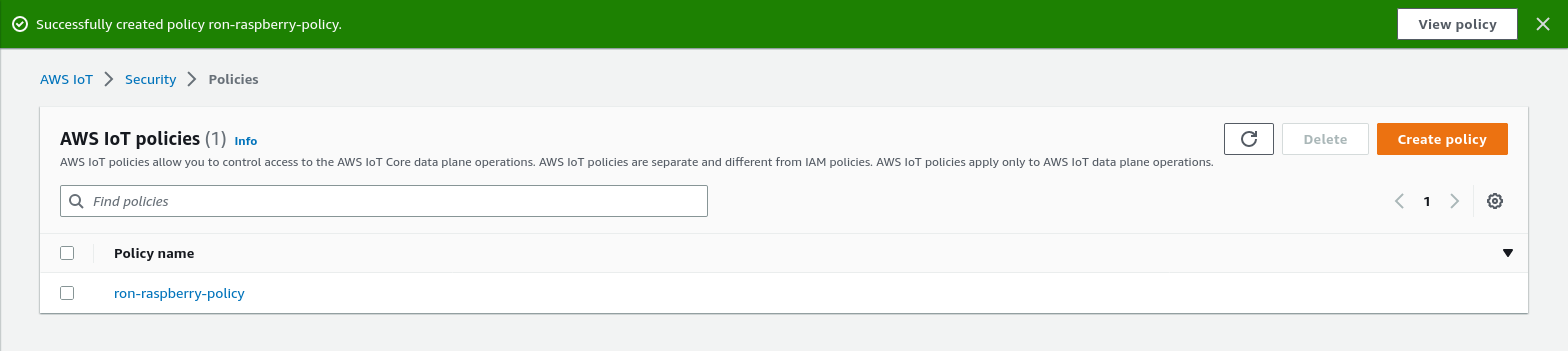 Successfully created policy ron-raspberry-policy.
View policy
AWS IoT
Security
Policies
AWS IoT policies (1) Info
Delete
Create policy
AWS IoT policies allow you to control access to the AWS IoT Core data plane operations. AWS IoT policies are separate and different from IAM policies. AWS IoT policies apply only to AWS IoT data plane operations.
Find policies
1
Policy name
ron-raspberry-policy